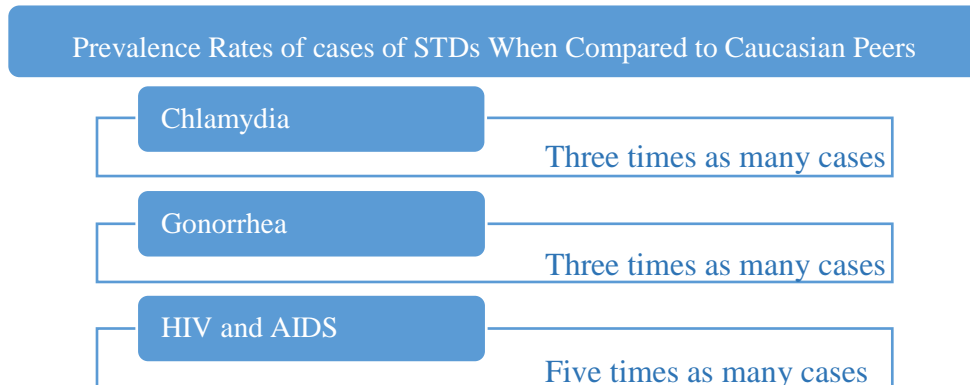 Prevalence Rates of cases of STDs When Compared to Caucasian Peers
Chlamydia
Three times as many cases
Gonorrhea
Three times as many cases
HIV and AIDS
Five times as many cases